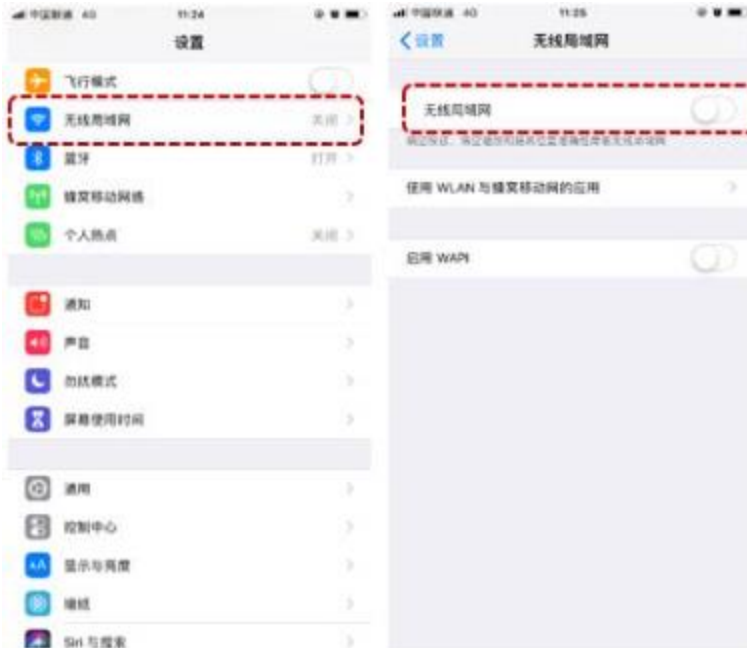 中国联通 4G 11:24
设置
飞行模式
无线局域网 关闭
蓝牙 打开
蜂窝移动网络
个人热点 关闭
通知
声音
勿扰模式
屏幕使用时间
通用
控制中心
显示与亮度
墙纸
Siri 与搜索
中国联通 4G 11:25
设置 无线局域网
无线局域网
使用 WLAN 与蜂窝移动网的应用
启用 WAPI